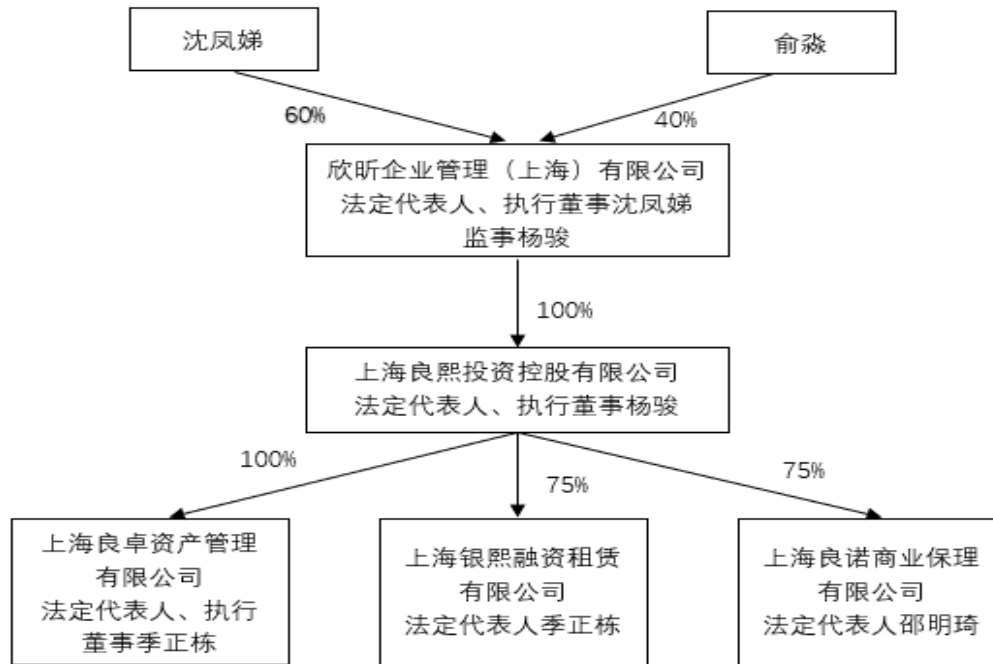 沈凤娣
俞淼
60%
40%
欣昕企业管理（上海）有限公司
法定代表人、执行董事沈凤娣
监事杨骏
100%
上海良熙投资控股有限公司
法定代表人、执行董事杨骏
100%
75%
75%
上海良卓资产管理
有限公司
法定代表人、执行
董事季正栋
上海银熙融资租赁
有限公司
法定代表人季正栋
上海良诺商业保理
有限公司
法定代表人邵明琦